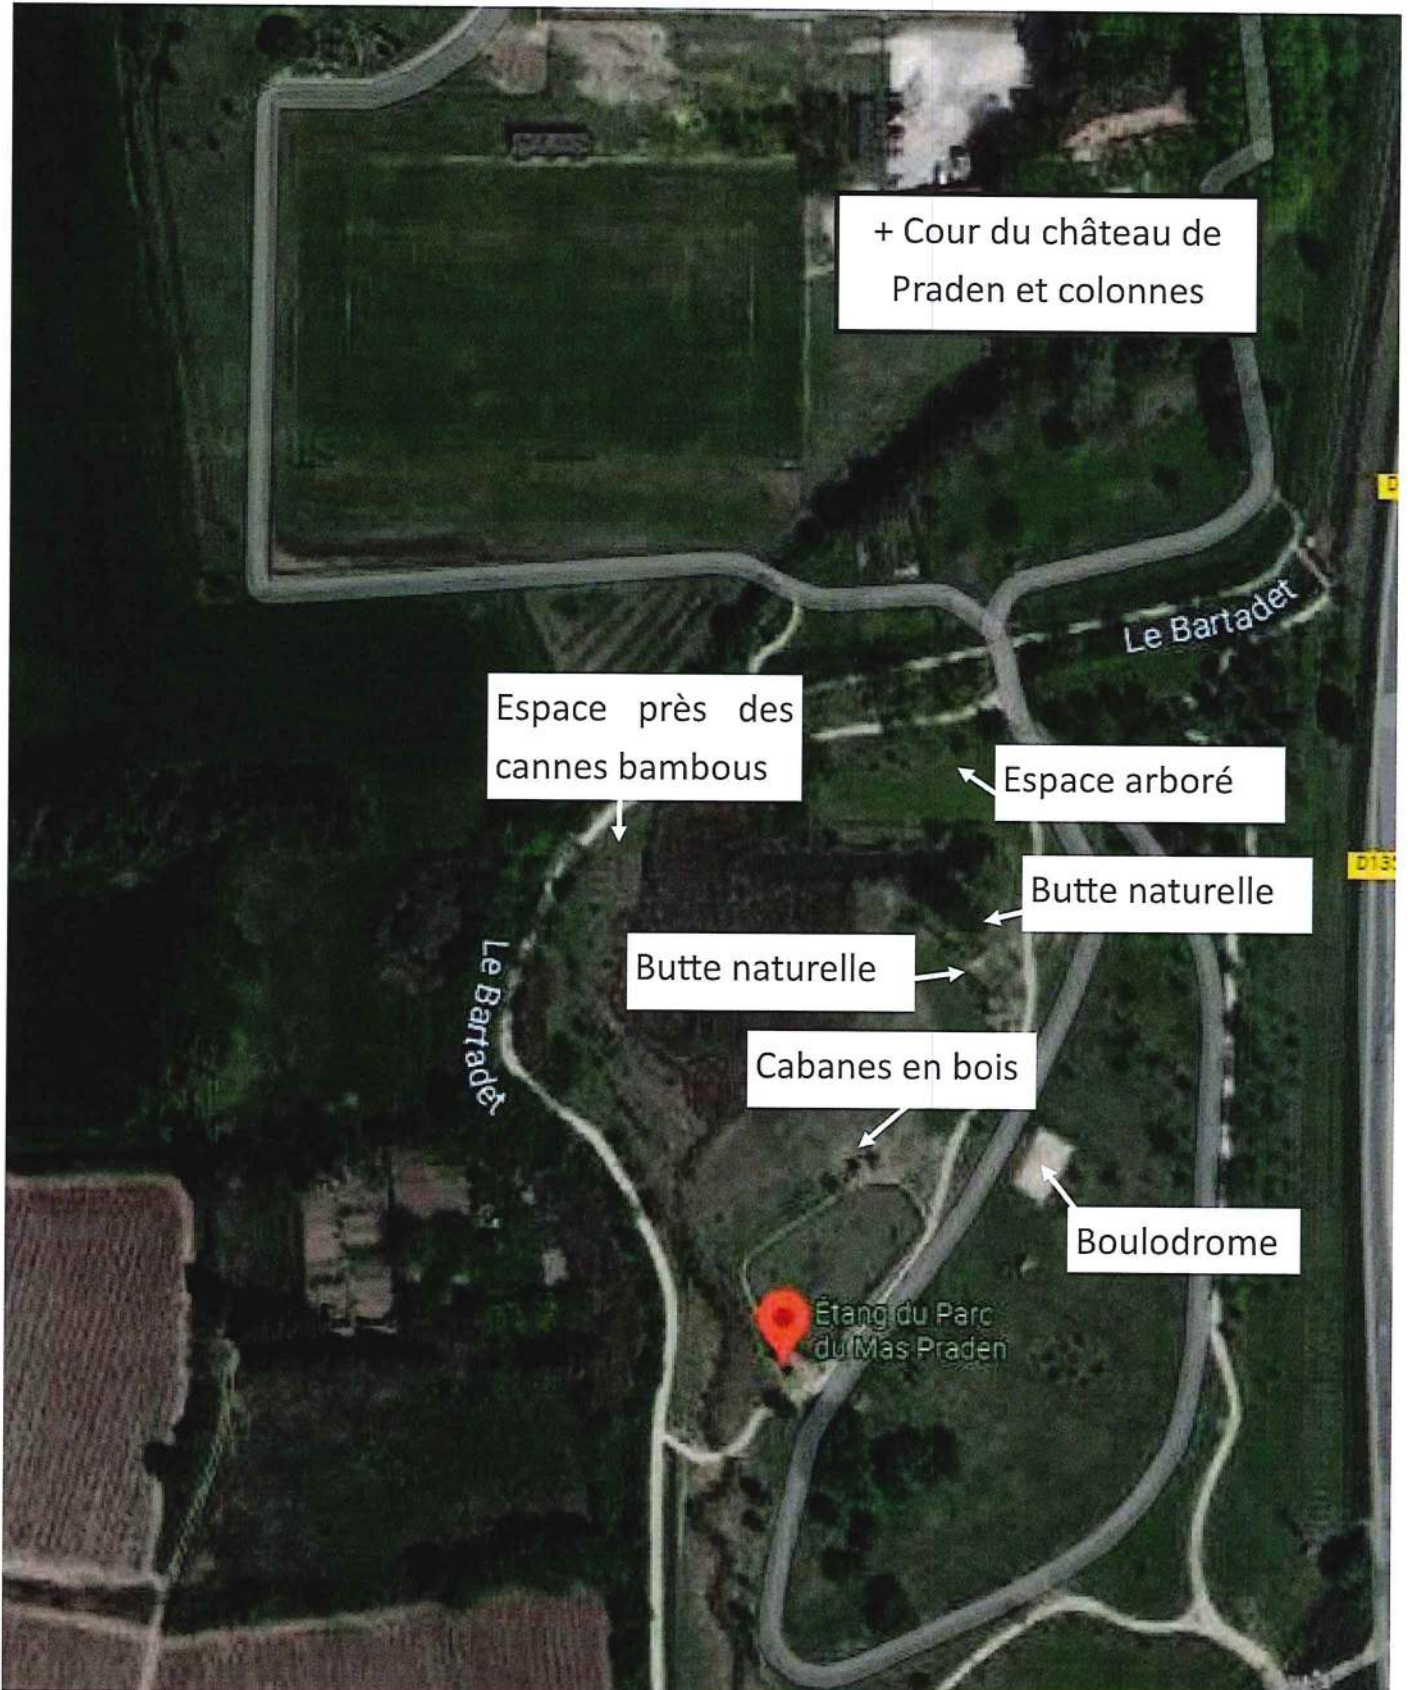 + Cour du château de
Praden et colonnes
D
Le Bartadet
Espace près des
cannes bambous
Espace arboré
D13
Butte naturelle
Butte naturelle
Le Bartadet
Cabanes en bois
Boulodrome
Étang du Parc
du Mas Praden